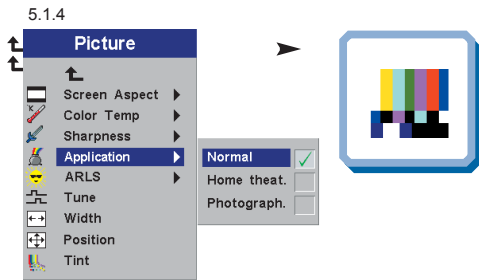 5.1.4
Picture
Screen Aspect
Color Temp
K
Sharpness
Application
Normal
ARLS
Home theat.
Tune
Photograph.
Width
Position
Tint